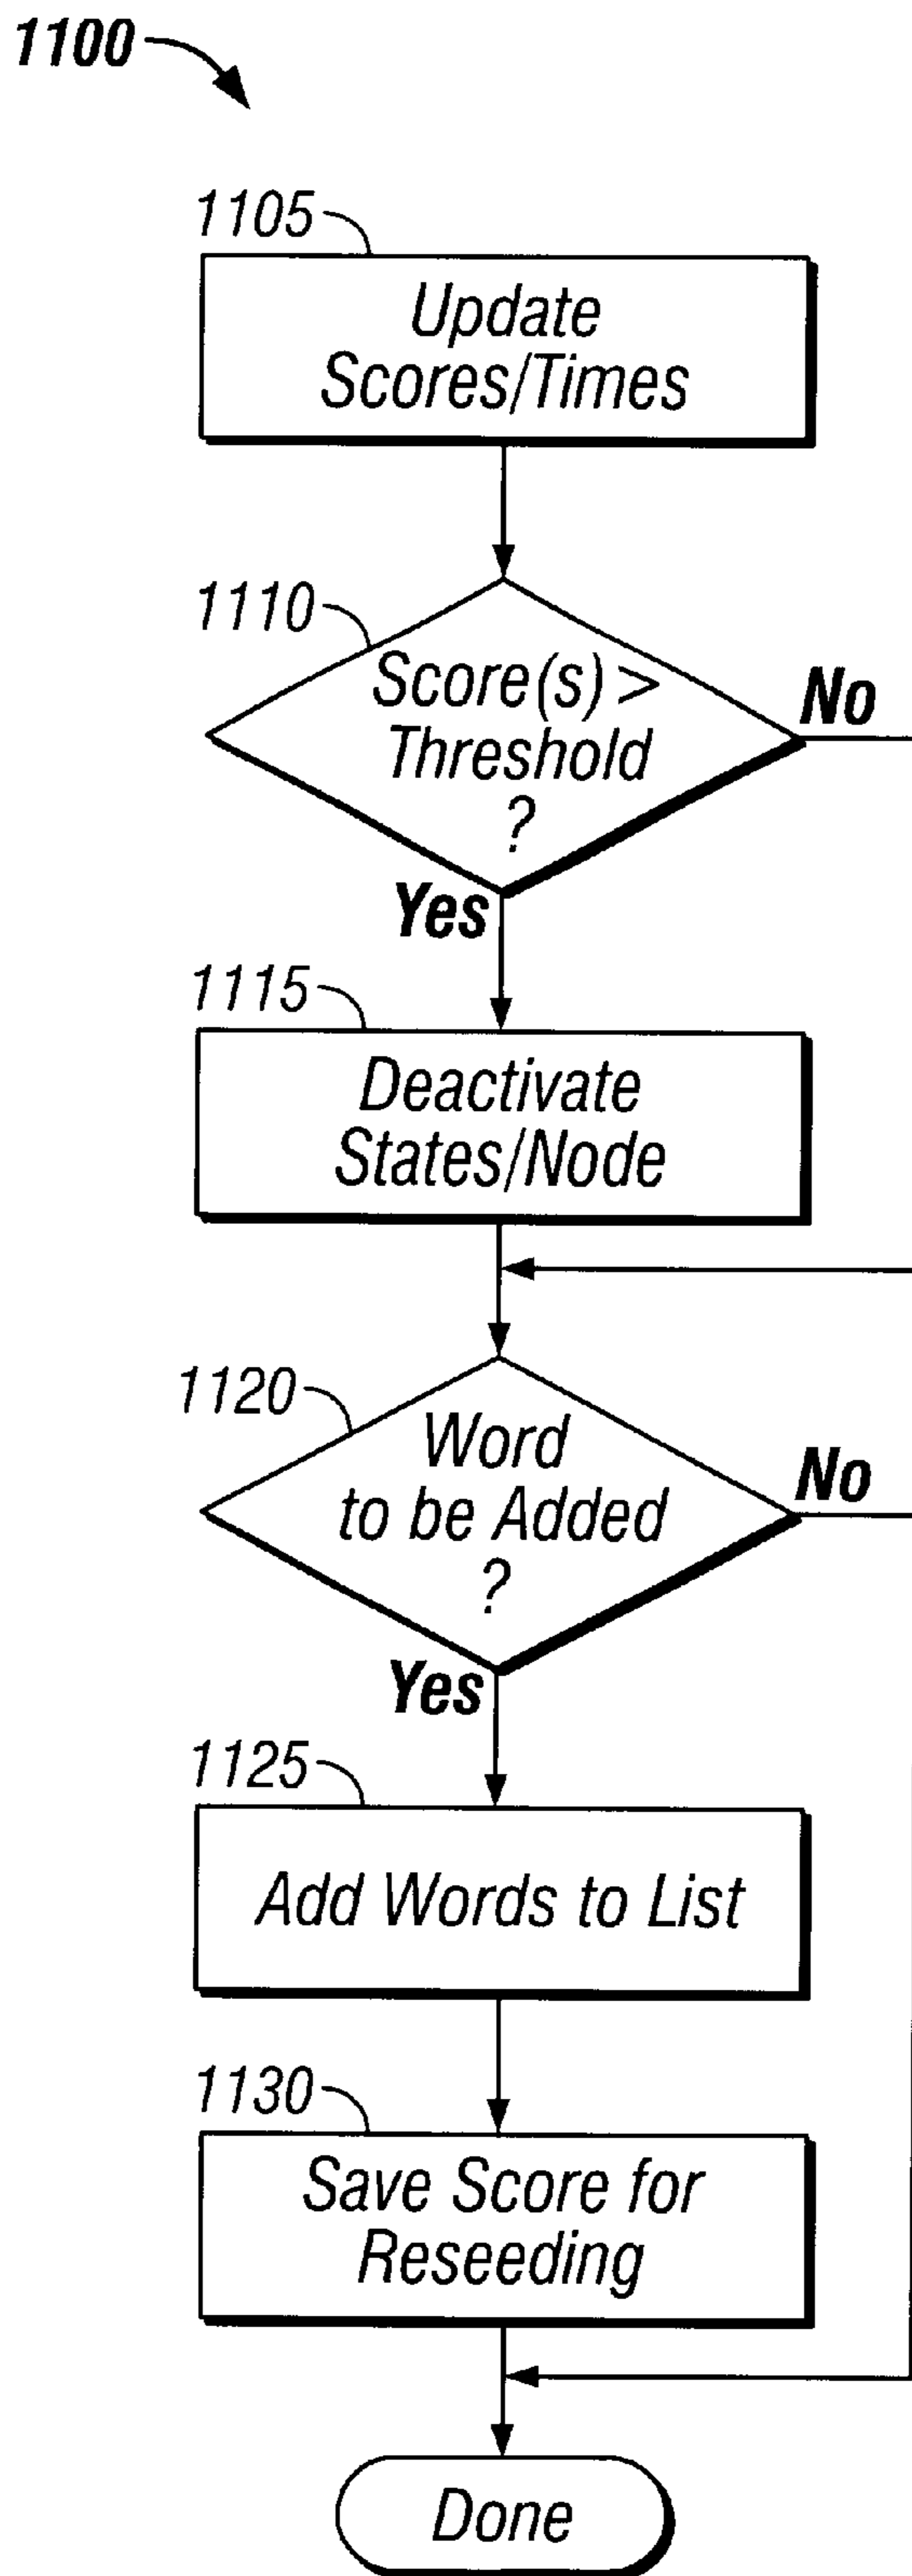 1100
1105
Update
Scores/Times
1110
Score(s) >
Threshold
?
No
Yes
1115
Deactivate
States/Node
1120
Word
to be Added
?
No
Yes
1125
Add Words to List
1130
Save Score for
Reseeding
Done